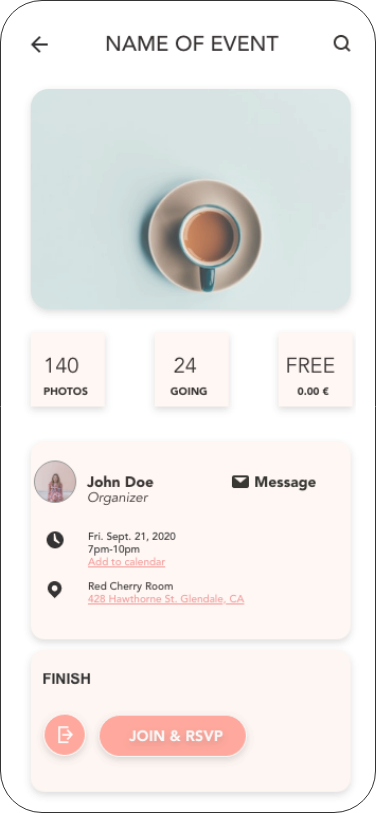 NAME OF EVENT
140
PHOTOS
24
GOING
FREE
0.00 €
John Doe
Organizer
Message
Fri. Sept. 21, 2020
7pm-10pm
Add to calendar
Red Cherry Room
428 Hawthorne St. Glendale, CA
FINISH
JOIN & RSVP